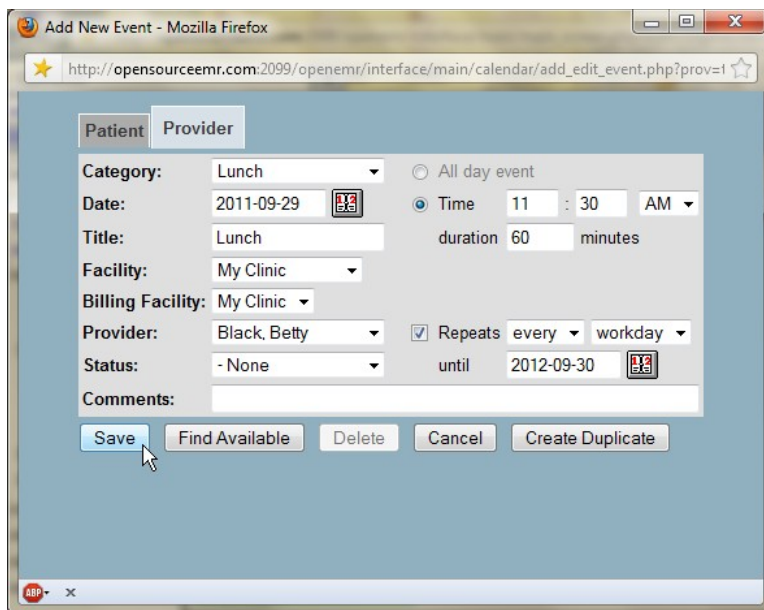 Add New Event - Mozilla Firefox
http://opensourceemr.com:2099/openemr/interface/main/calendar/add_edit_event.php?prov=1
Patient Provider
Category: Lunch All day event
Date: 2011-09-29 Time 11 : 30 AM
Title: Lunch duration 60 minutes
Facility: My Clinic
Billing Facility: My Clinic
Provider: Black, Betty Repeats every workday
Status: - None until 2012-09-30
Comments:
Save Find Available Delete Cancel Create Duplicate
ABP